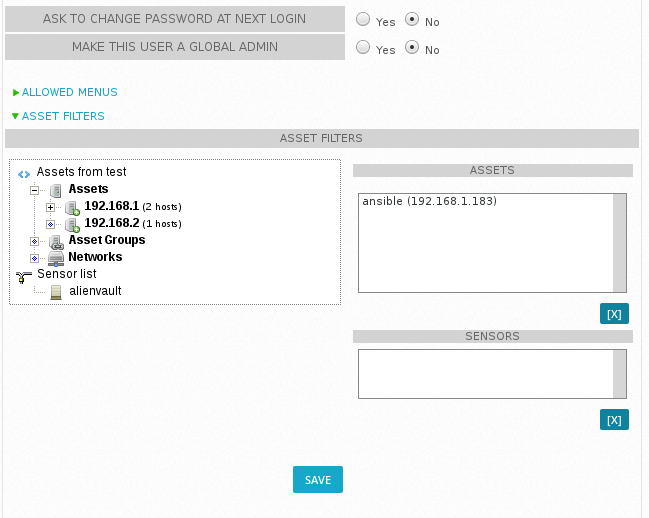 ASK TO CHANGE PASSWORD AT NEXT LOGIN Yes No
MAKE THIS USER A GLOBAL ADMIN Yes No
ALLOWED MENUS
ASSET FILTERS
ASSET FILTERS
Assets from test
Assets
192.168.1 (2 hosts)
192.168.2 (1 hosts)
Asset Groups
Networks
Sensor list
alienvault
ASSETS
ansible (192.168.1.183)
[X]
SENSORS
[X]
SAVE